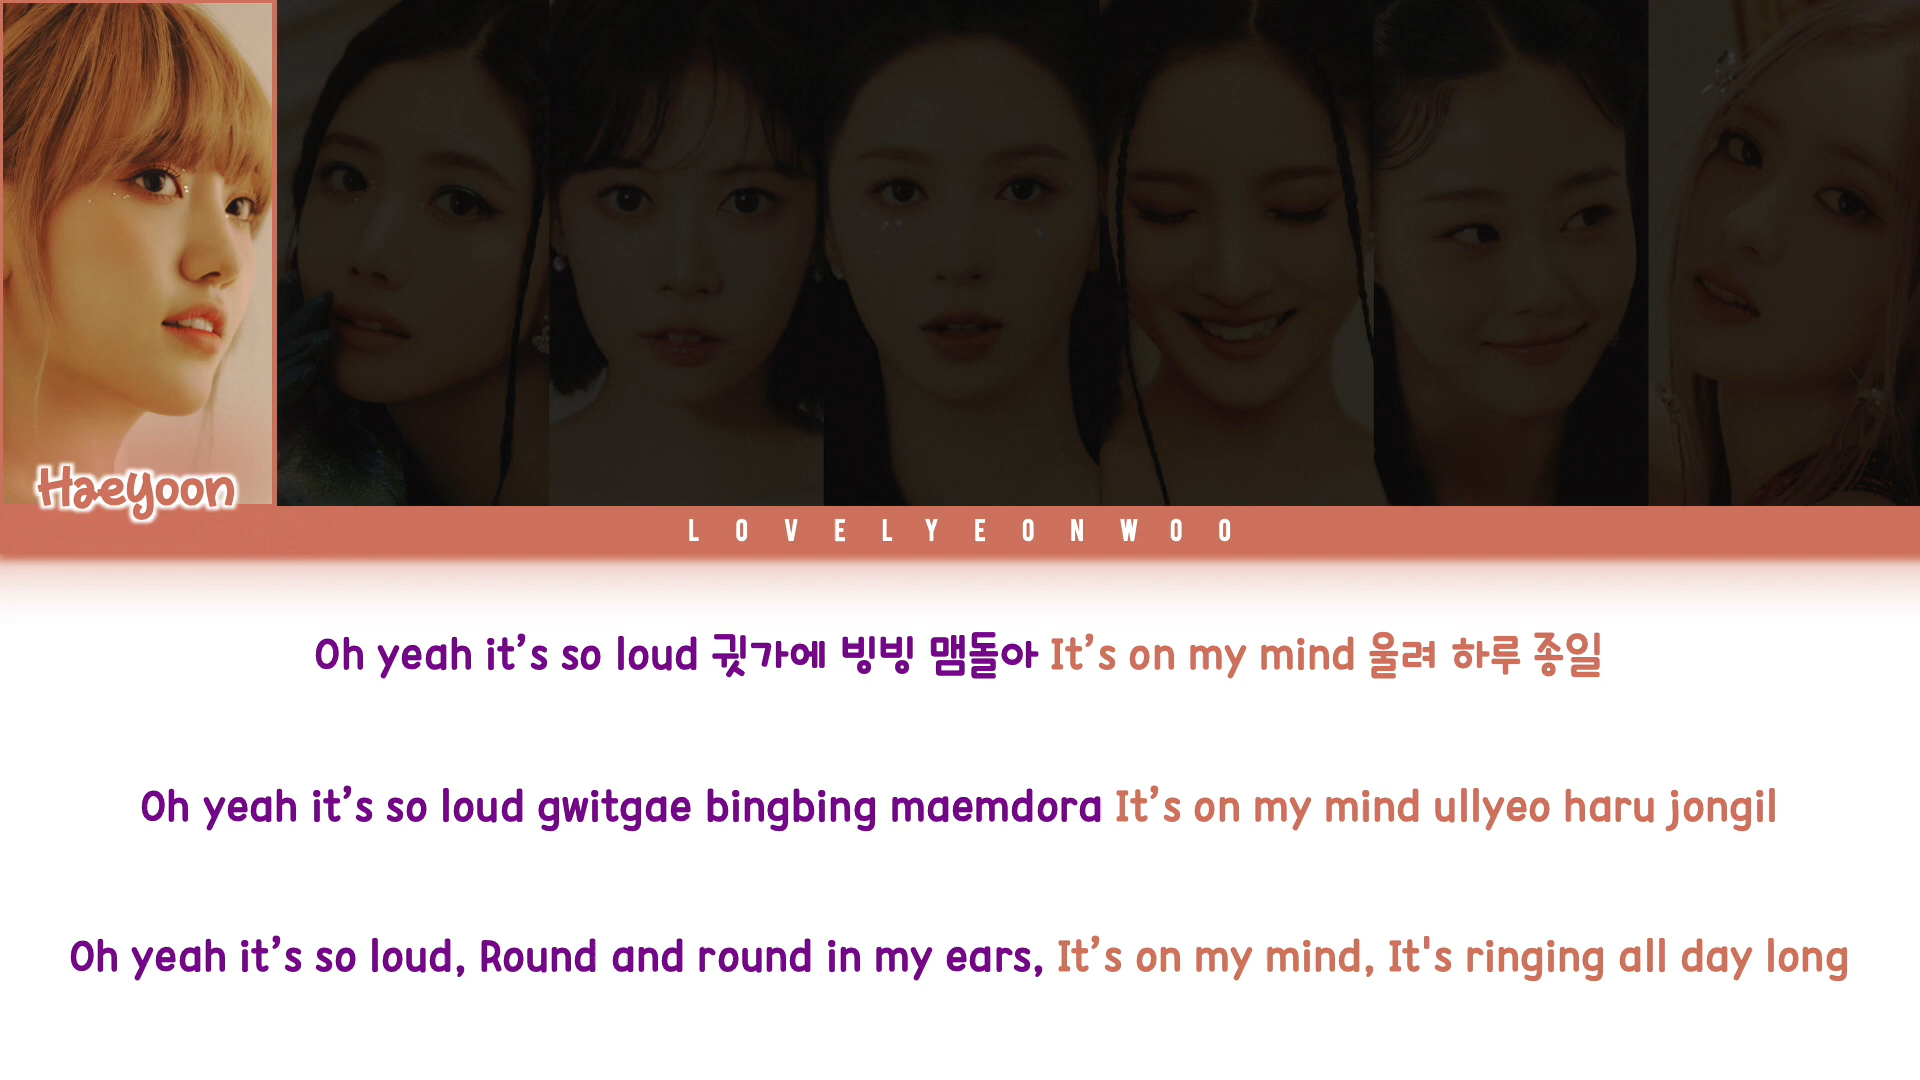 Haeyoon
LOVELYEONWOO
Oh yeah it’s so loud 귓가에 빙빙 맴돌아 It’s on my mind 울려 하루 종일
Oh yeah it’s so loud gwitgae bingbing maemdora It’s on my mind ullyeo haru jongil
Oh yeah it’s so loud, Round and round in my ears, It’s on my mind, It's ringing all day long